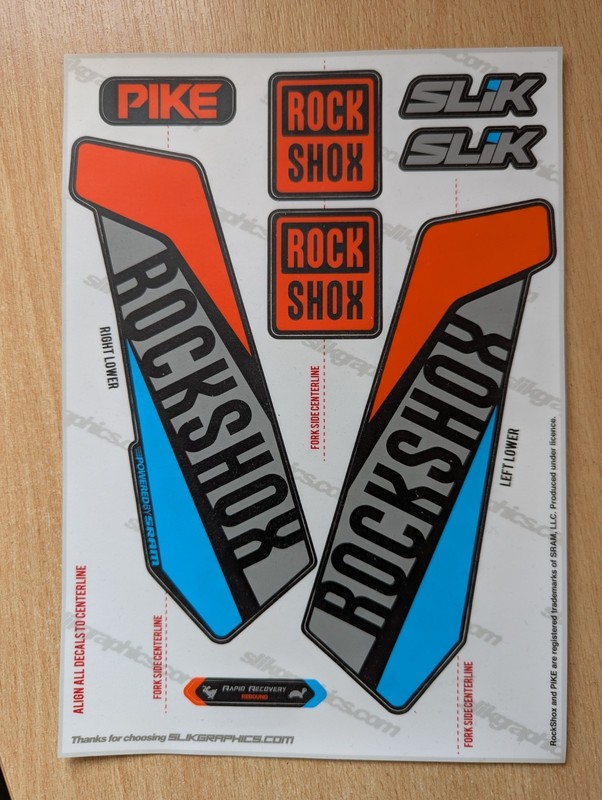 PIKE
ROCK
SHOX
SLiK
SLiK
ROCK
SHOX
ROCKSHOX
ROCKSHOX
RIGHT LOWER
LEFT LOWER
POWERED BY SRAM
FORK SIDE CENTERLINE
ALIGN ALL DECALS TO CENTERLINE
FORK SIDE CENTERLINE
FORK SIDE CENTERLINE
RAPID RECOVERY
REBOUND
Thanks for choosing SLIKGRAPHICS.COM
RockShox and PIKE are registered trademarks of SRAM, LLC. Produced under licence.
slikgraphics.com